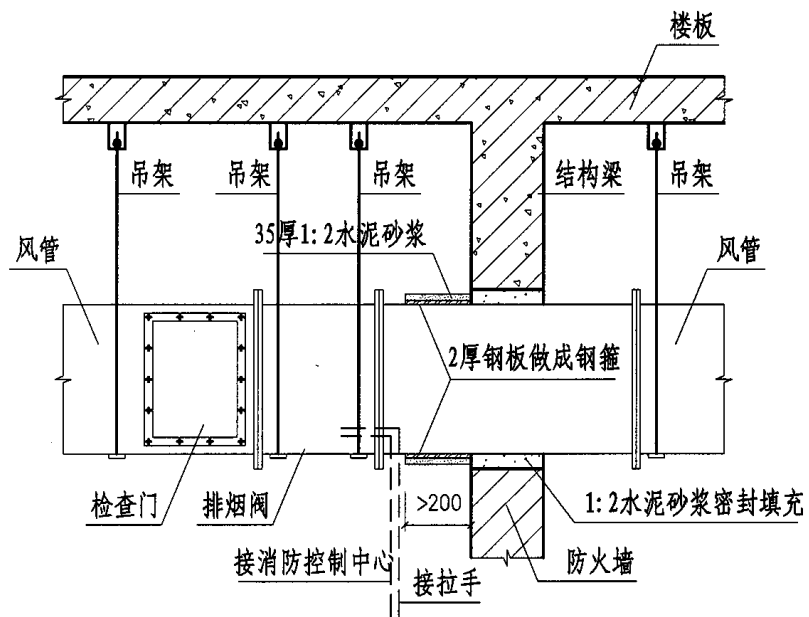 楼板
吊架
吊架
吊架
结构梁
吊架
35厚1:2水泥砂浆
风管
风管
2厚钢板做成钢箍
检查门
排烟阀
>200
1:2水泥砂浆密封填充
接消防控制中心
接拉手
防火墙